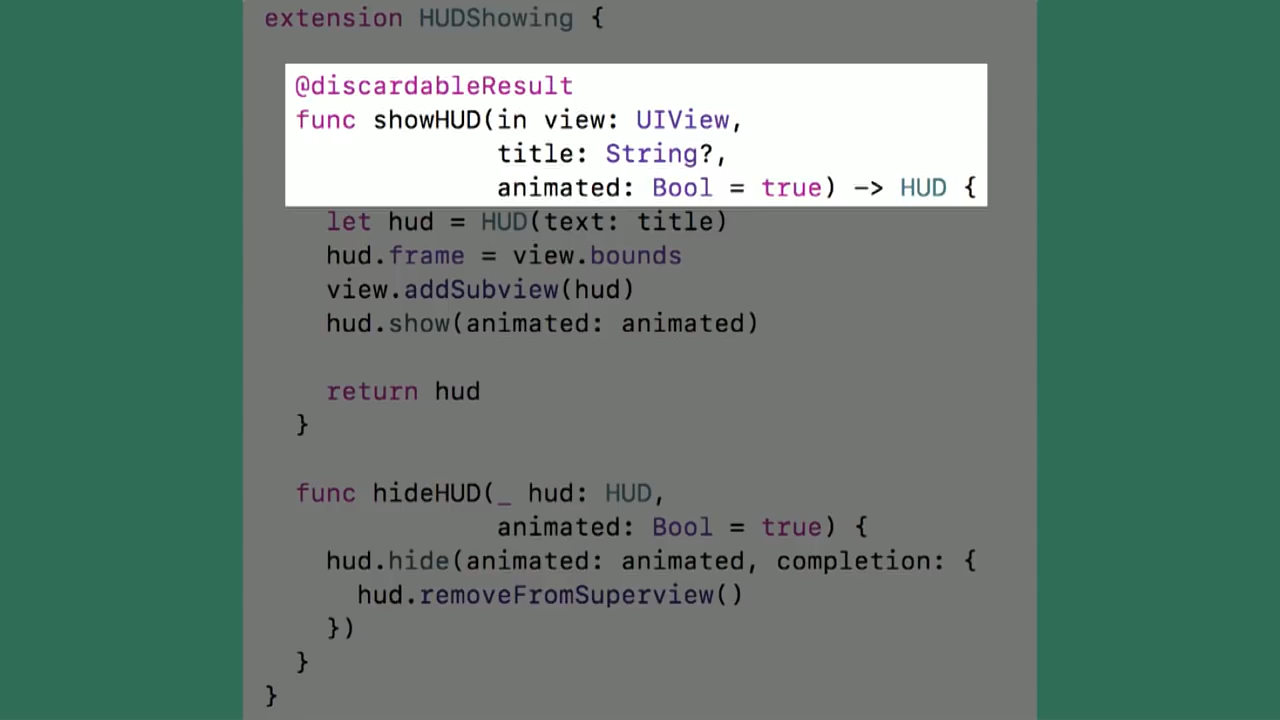 extension HUDShowing {
@discardableResult
func showHUD(in view: UIView,
title: String?,
animated: Bool = true) -> HUD {
let hud = HUD(text: title)
hud.frame = view.bounds
view.addSubview(hud)
hud.show(animated: animated)
return hud
}
func hideHUD(_ hud: HUD,
animated: Bool = true) {
hud.hide(animated: animated, completion: {
hud.removeFromSuperview()
})
}
}